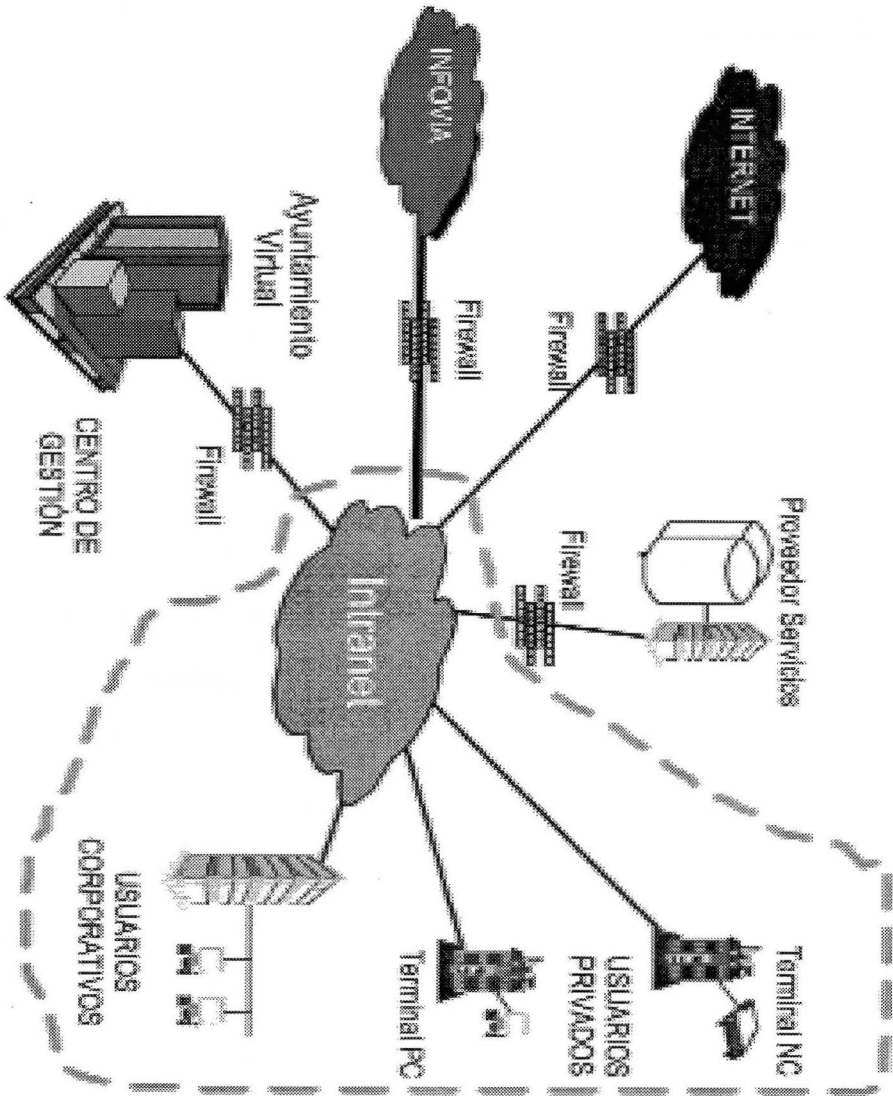 INTERNET
Proveedor Servicios
Terminal NC
Firewall
Firewal
USUARIOS
PRIVADOS
Firewall
INFOVIA
Terminal PC
Intranet
Ayuntamiento
Virtual
Firewall
USUARIOS
CORPORATIVOS
CENTRO DE
GESTIÓN